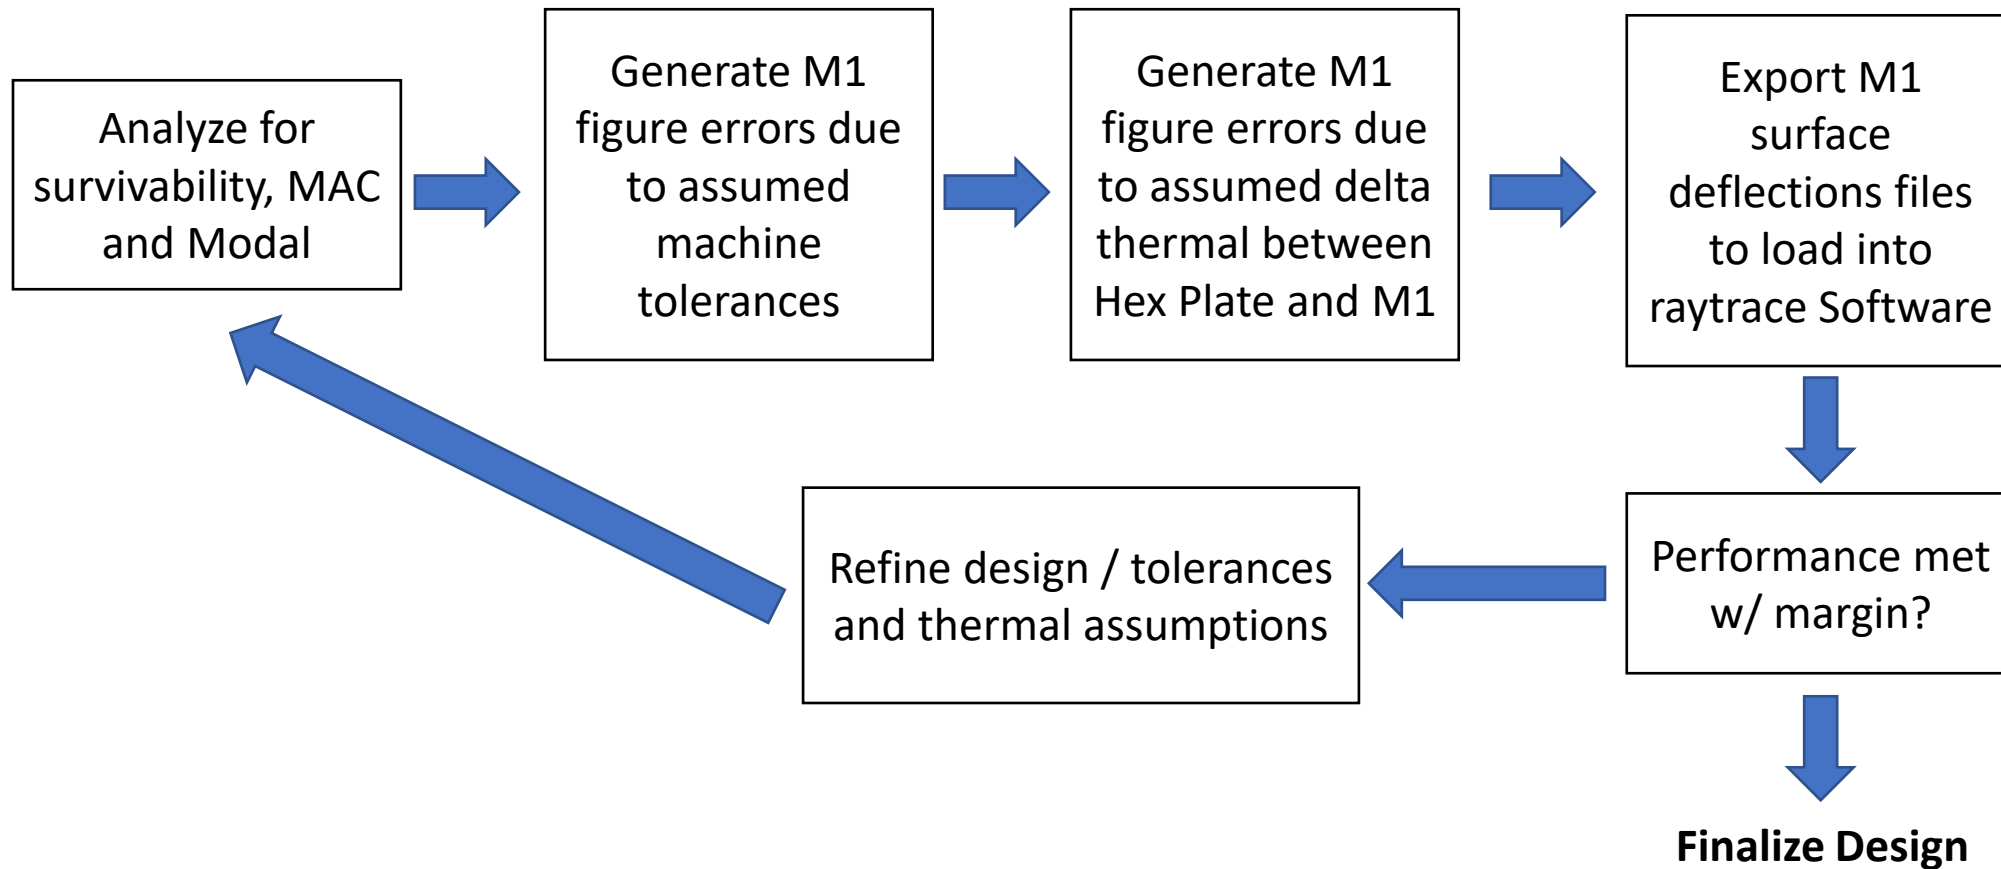 Analyze for
survivability, MAC
and Modal
Generate M1
figure errors due
to assumed
machine
tolerances
Generate M1
figure errors due
to assumed delta
thermal between
Hex Plate and M1
Export M1
surface
deflections files
to load into
raytrace Software
Performance met
w/ margin?
Refine design / tolerances
and thermal assumptions
Finalize Design